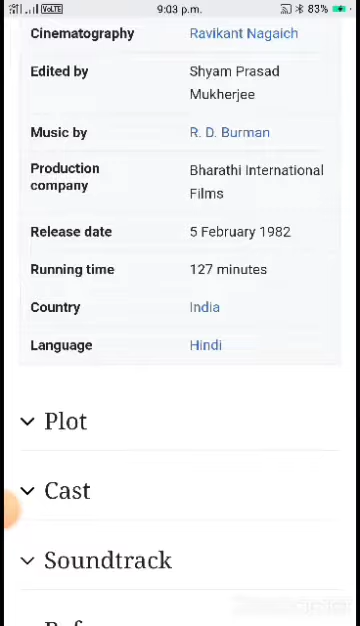 VoLTE 9:03 p.m. 83%
Cinematography Ravikant Nagaich
Edited by Shyam Prasad
Mukherjee
Music by R. D. Burman
Production Bharathi International
company Films
Release date 5 February 1982
Running time 127 minutes
Country India
Language Hindi
Plot
Cast
Soundtrack